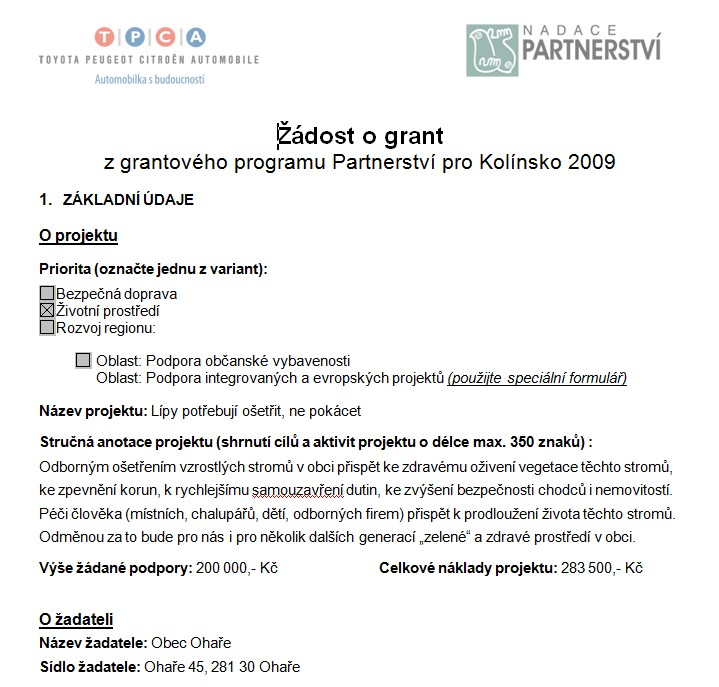 T P C A
TOYOTA PEUGEOT CITROËN AUTOMOBILE
Automobilka s budoucností
NADACE
PARTNERSTVÍ
Žádost o grant
z grantového programu Partnerství pro Kolínsko 2009
1. ZÁKLADNÍ ÚDAJE
O projektu
Priorita (označte jednu z variant):
Bezpečná doprava
Životní prostředí
Rozvoj regionu:
Oblast: Podpora občanské vybavenosti
Oblast: Podpora integrovaných a evropských projektů (použijte speciální formulář)
Název projektu: Lípy potřebují ošetřit, ne pokácet
Stručná anotace projektu (shrnutí cílů a aktivit projektu o délce max. 350 znaků) :
Odborným ošetřením vzrostlých stromů v obci přispět ke zdravému oživení vegetace těchto stromů,
ke zpevnění korun, k rychlejšímu samouzavření dutin, ke zvýšení bezpečnosti chodců i nemovitostí.
Péči člověka (místních, chalupářů, dětí, odborných firem) přispět k prodloužení života těchto stromů.
Odměnou za to bude pro nás i pro několik dalších generací „zelené“ a zdravé prostředí v obci.
Výše žádané podpory: 200 000,- Kč Celkové náklady projektu: 283 500,- Kč
O žadateli
Název žadatele: Obec Ohaře
Sídlo žadatele: Ohaře 45, 281 30 Ohaře